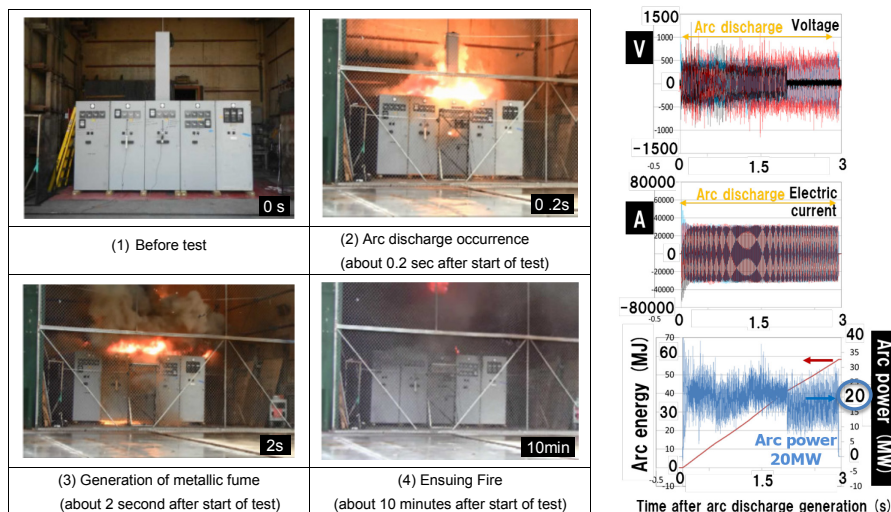 0 s
0 .2s
(1) Before test
(2) Arc discharge occurrence
(about 0.2 sec after start of test)
2s
10min
(3) Generation of metallic fume
(about 2 second after start of test)
(4) Ensuing Fire
(about 10 minutes after start of test)
V
Arc discharge
Voltage
1500
1000
500
0
-500
-1000
-1500
-0.5
0
1.5
3
A
Arc discharge
Electric
current
80000
60000
40000
20000
0
-20000
-40000
-60000
-80000
-0.5
0
1.5
3
Arc energy (MJ)
70
60
50
40
30
20
10
0
-10
Arc power
20MW
40
35
30
20
15
10
0
-5
-10
Arc power (MW)
0
1.5
3
Time after arc discharge generation (s)